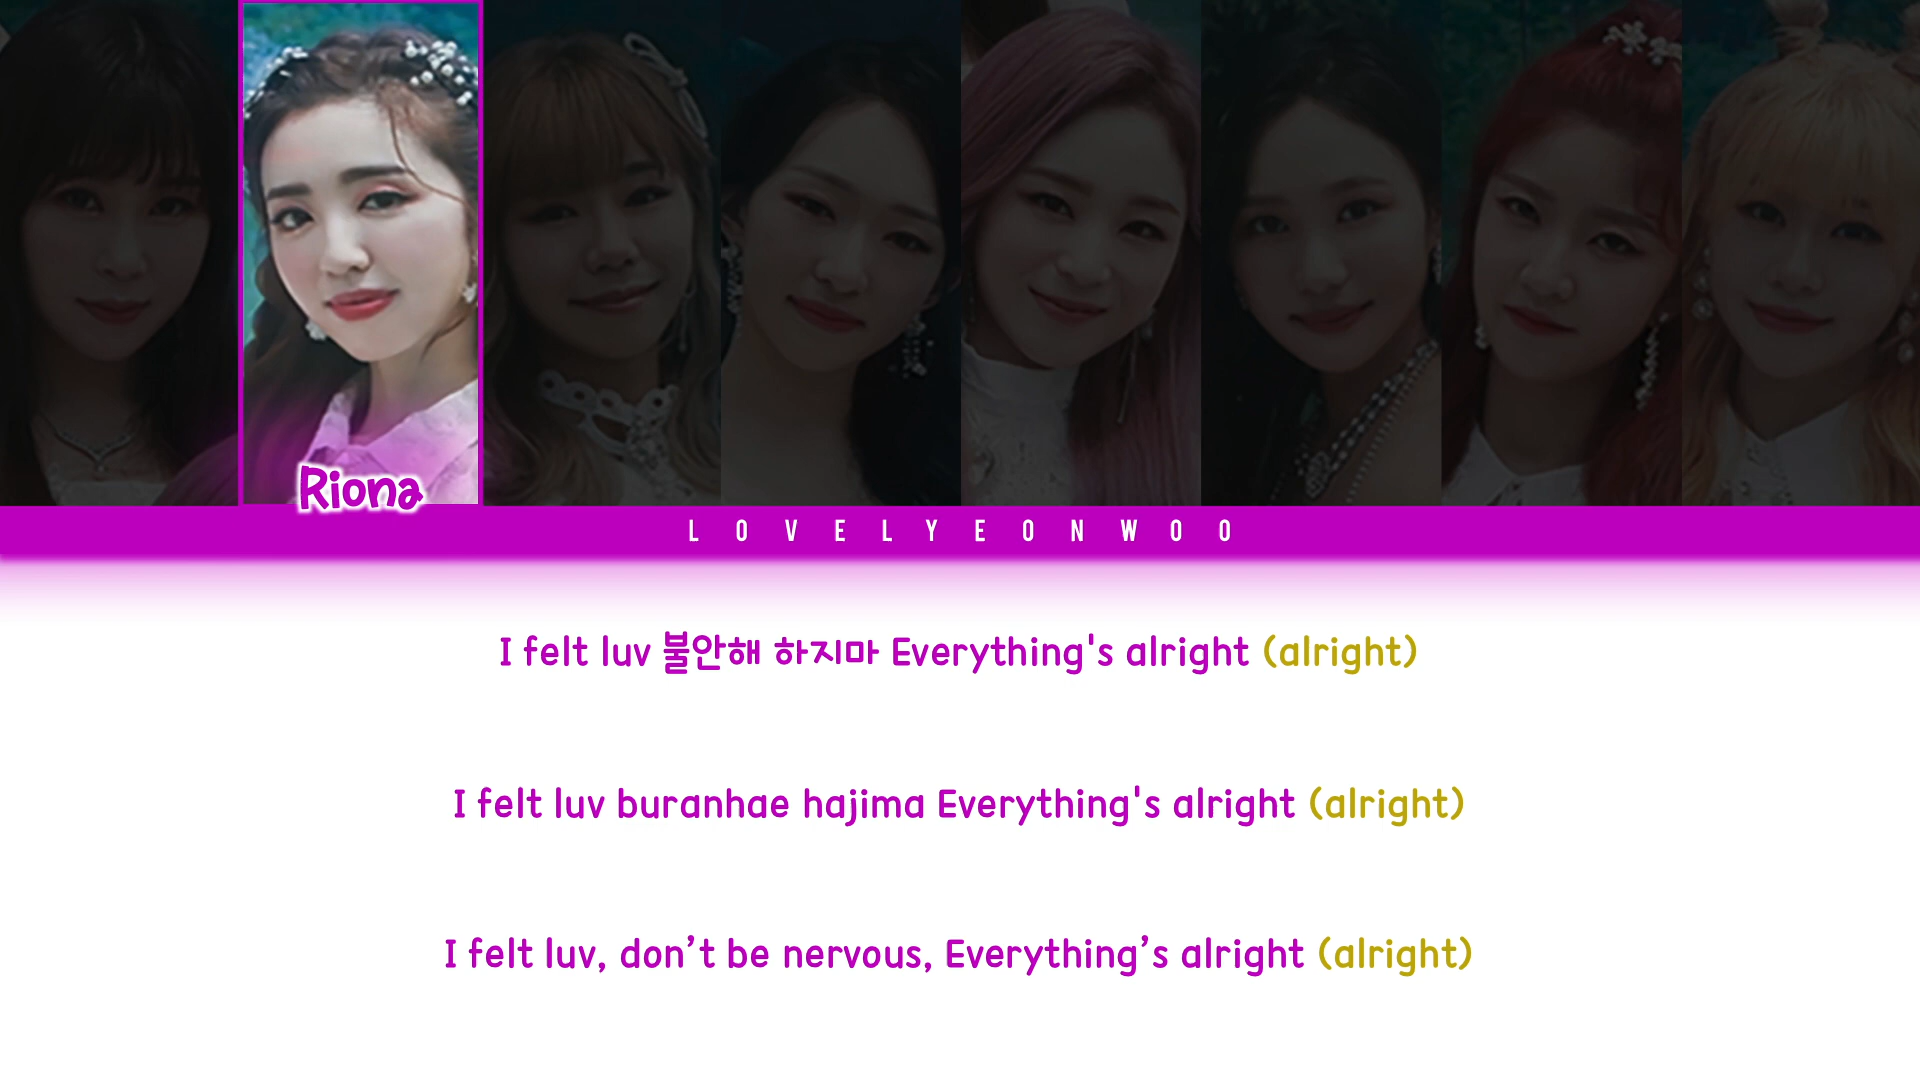 Riona
LOVELYEONWOO
I felt luv 불안해 하지마 Everything's alright (alright)
I felt luv buranhae hajima Everything's alright (alright)
I felt luv, don’t be nervous, Everything’s alright (alright)